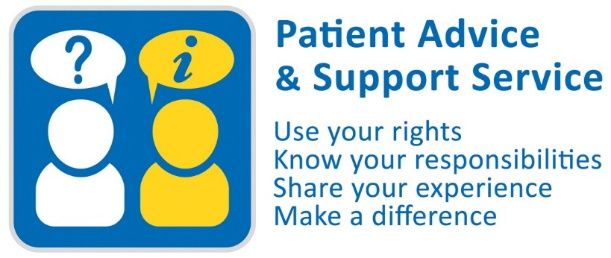 ? i
Patient Advice
& Support Service
Use your rights
Know your responsibilities
Share your experience
Make a difference